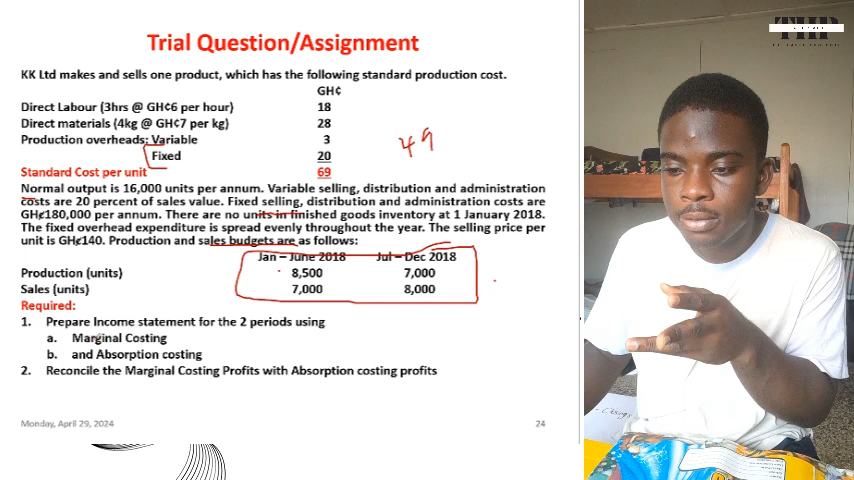 Trial Question/Assignment
KK Ltd makes and sells one product, which has the following standard production cost.
GH¢
Direct Labour (3hrs @ GH¢6 per hour) 18
Direct materials (4kg @ GH¢7 per kg) 28
Production overheads: Variable 3
49
Fixed 20
Standard Cost per unit 69
Normal output is 16,000 units per annum. Variable selling, distribution and administration
costs are 20 percent of sales value. Fixed selling, distribution and administration costs are
GH¢180,000 per annum. There are no units in finished goods inventory at 1 January 2018.
The fixed overhead expenditure is spread evenly throughout the year. The selling price per
unit is GH¢140. Production and sales budgets are as follows:
Jan – June 2018 Jul – Dec 2018
Production (units) 8,500 7,000
Sales (units) 7,000 8,000
Required:
1. Prepare Income statement for the 2 periods using
a. Marginal Costing
b. and Absorption costing
2. Reconcile the Marginal Costing Profits with Absorption costing profits
Monday, April 29, 2024 24